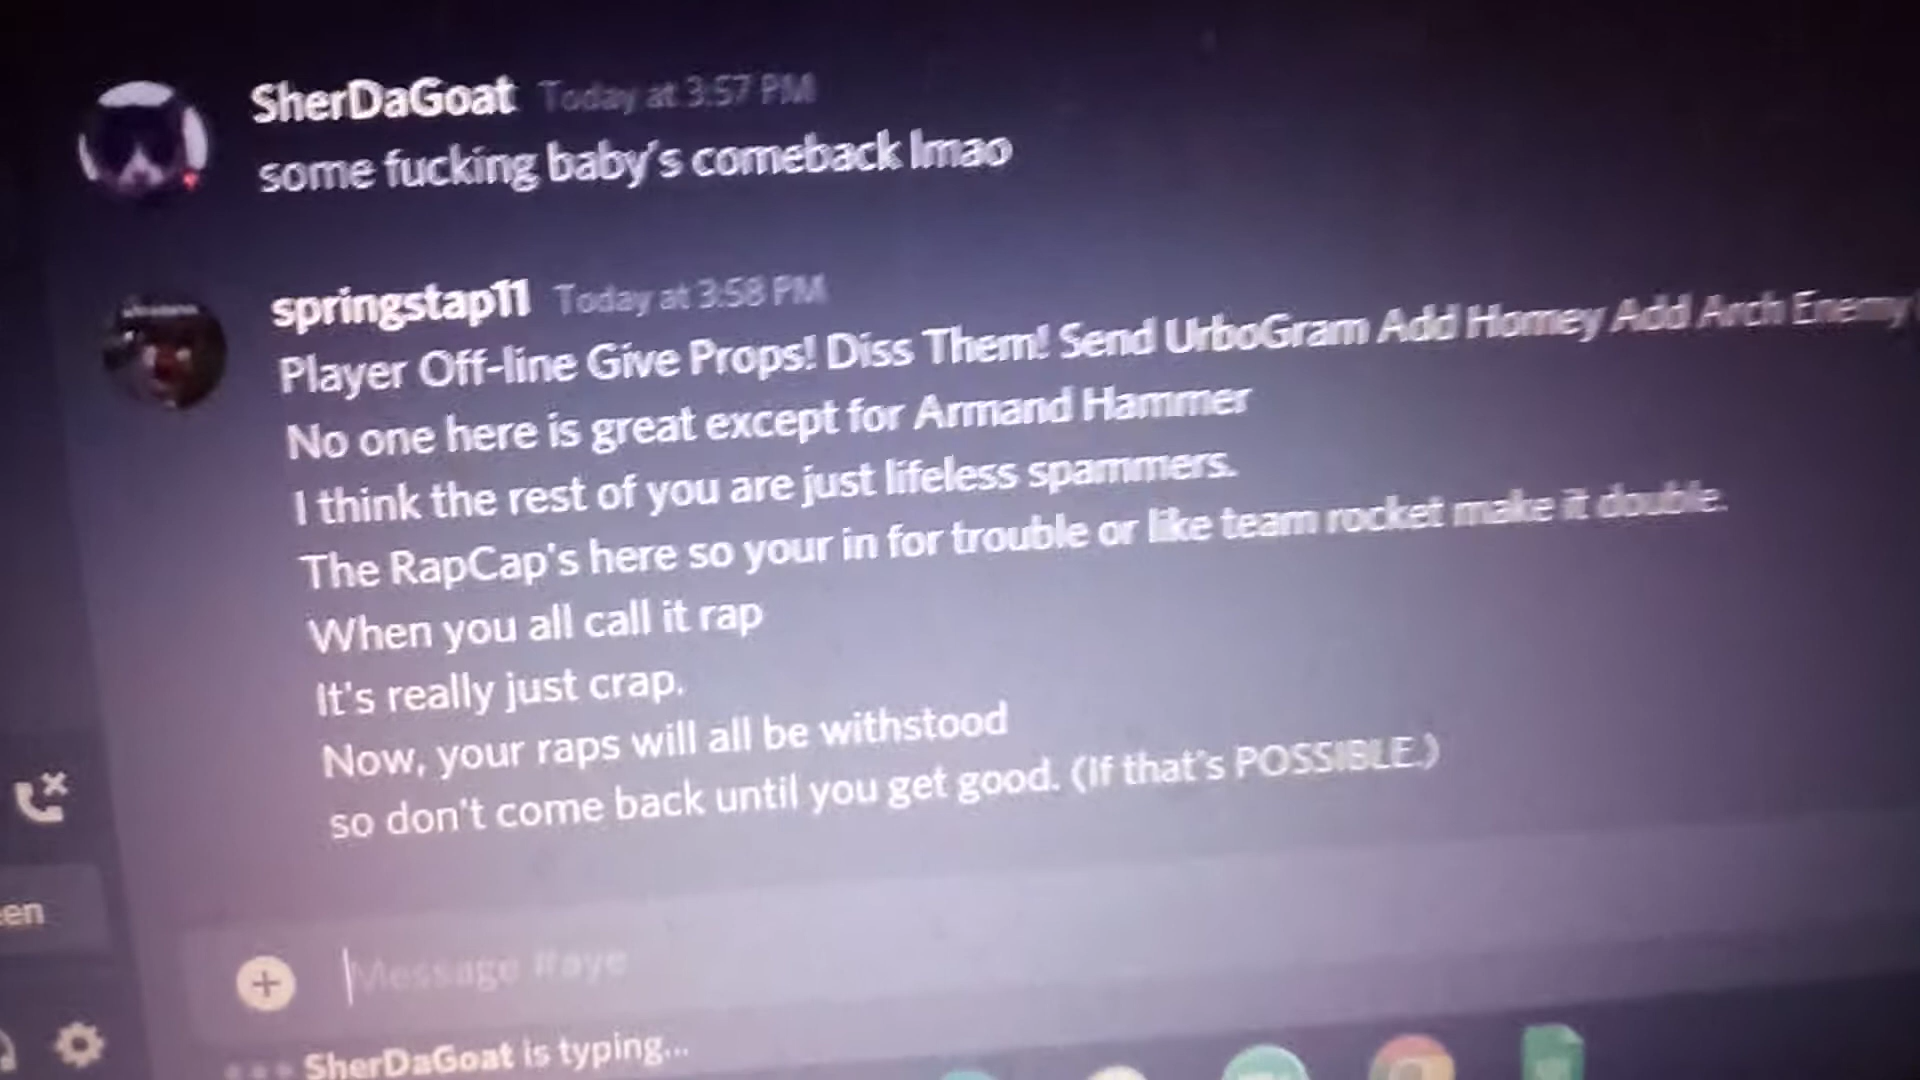 SherDaGoat Today at 3:57 PM
some fucking baby's comeback lmao
springstap11 Today at 3:58 PM
Player Off-line Give Props! Diss Them! Send UrboGram Add Homey Add Arch Enemy
No one here is great except for Armand Hammer
I think the rest of you are just lifeless spammers.
The RapCap's here so your in for trouble or like team rocket make it double.
When you all call it rap
It's really just crap.
Now, your raps will all be withstood
so don't come back until you get good. (If that's POSSIBLE.)
een
Message #aye
SherDaGoat is typing...